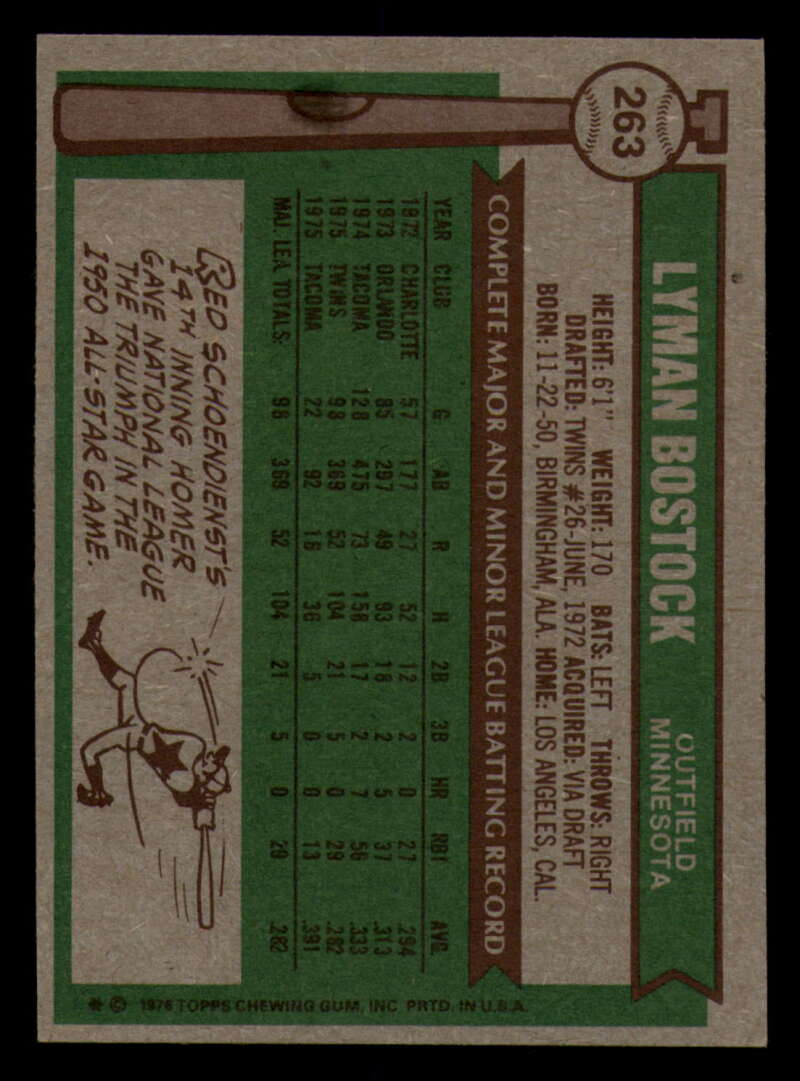 263
LYMAN BOSTOCK
OUTFIELD
MINNESOTA
HEIGHT: 6'1" WEIGHT: 170 BATS: LEFT THROWS: RIGHT
DRAFTED: TWINS #26-JUNE, 1972 ACQUIRED: VIA DRAFT
BORN: 11-22-50, BIRMINGHAM, ALA. HOME: LOS ANGELES, CAL.
COMPLETE MAJOR AND MINOR LEAGUE BATTING RECORD
YEAR CLUB G AB R H 2B 3B HR RBI AVG.
1972 CHARLOTTE 57 177 27 52 12 2 0 27 .294
1973 ORLANDO 85 297 49 93 18 2 5 37 .313
1974 TACOMA 128 475 73 158 17 2 7 56 .333
1975 TWINS 98 369 52 104 21 5 0 29 .282
1975 TACOMA 22 92 16 36 5 0 0 13 .391
MAJ. LEA. TOTALS: 98 369 52 104 21 5 0 29 .282
RED SCHOENDIENST'S
14TH INNING HOMER
GAVE NATIONAL LEAGUE
THE TRIUMPH IN THE
1950 ALL-STAR GAME.
* © 1976 TOPPS CHEWING GUM, INC PRTD. IN U.S.A.